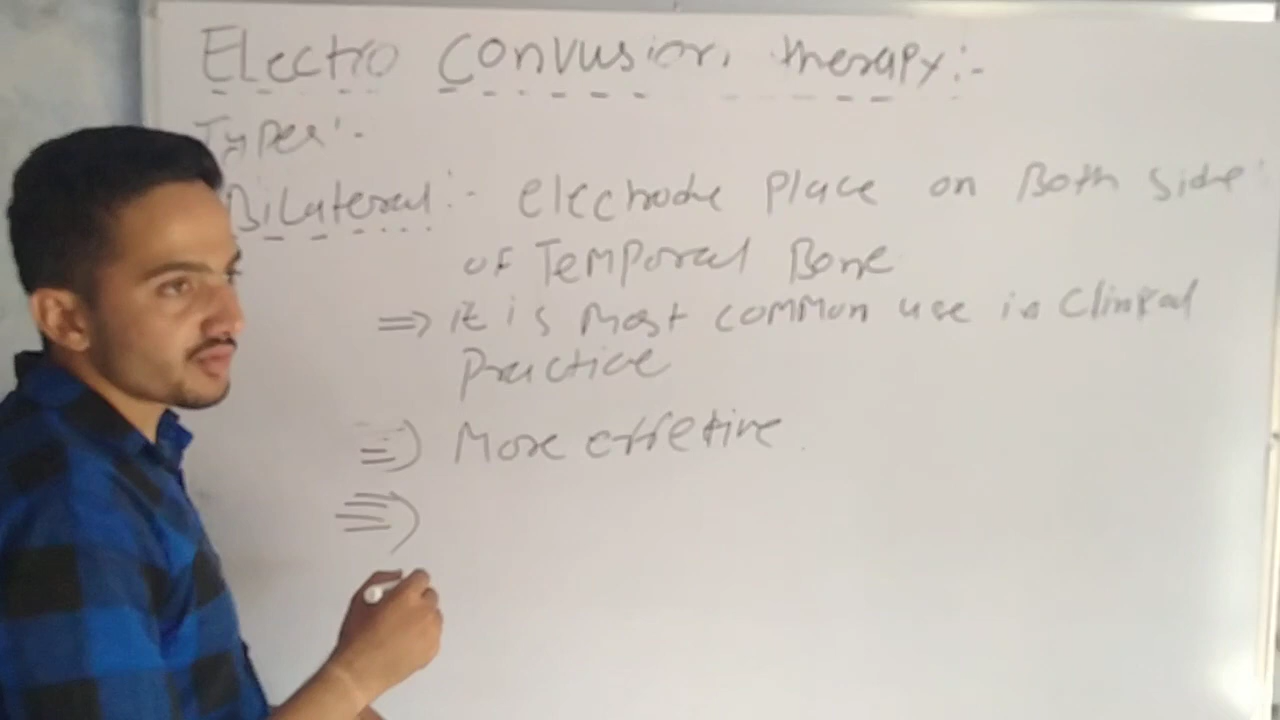 Electro Convusion therapy:-
Types:-
Bilateral:- Electrode Place on Both side
of Temporal Bone
⇒ it is most common use in Clinical
Practice
⇒ More effetive.
⇒